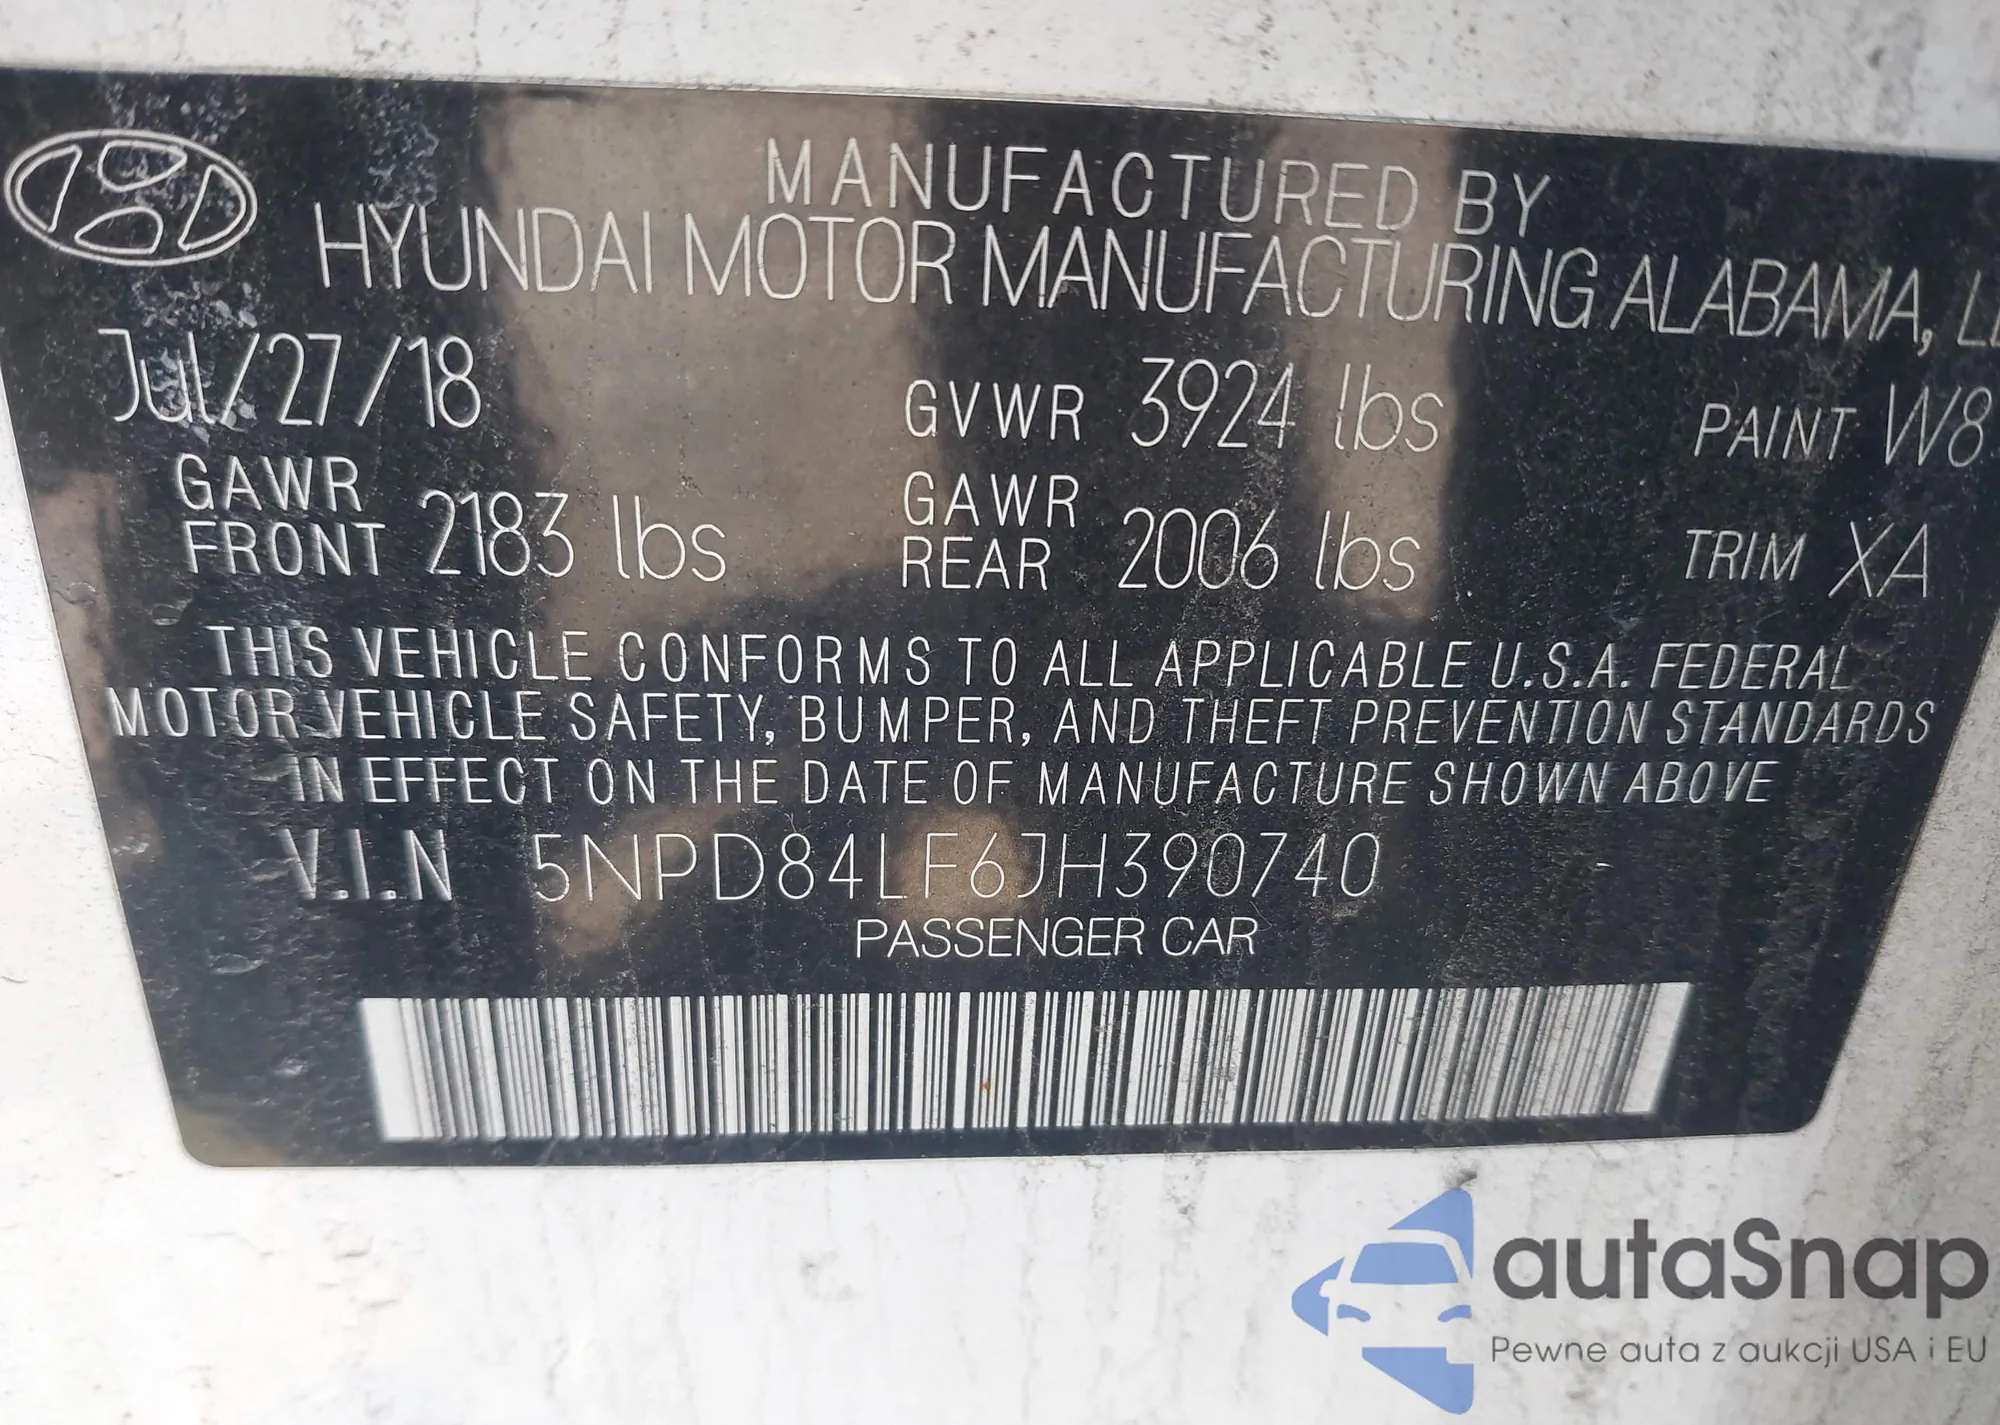 MANUFACTURED BY
HYUNDAI MOTOR MANUFACTURING ALABAMA,
Jul/27/18 GVWR 3924 lbs PAINT W8
GAWR FRONT 2183 lbs GAWR REAR 2006 lbs TRIM XA
THIS VEHICLE CONFORMS TO ALL APPLICABLE U.S.A. FEDERAL
MOTOR VEHICLE SAFETY, BUMPER, AND THEFT PREVENTION STANDARDS
IN EFFECT ON THE DATE OF MANUFACTURE SHOWN ABOVE
V.I.N 5NPD84LF6JH390740
PASSENGER CAR
autaSnap
Pewne auta z aukcji USA i EU